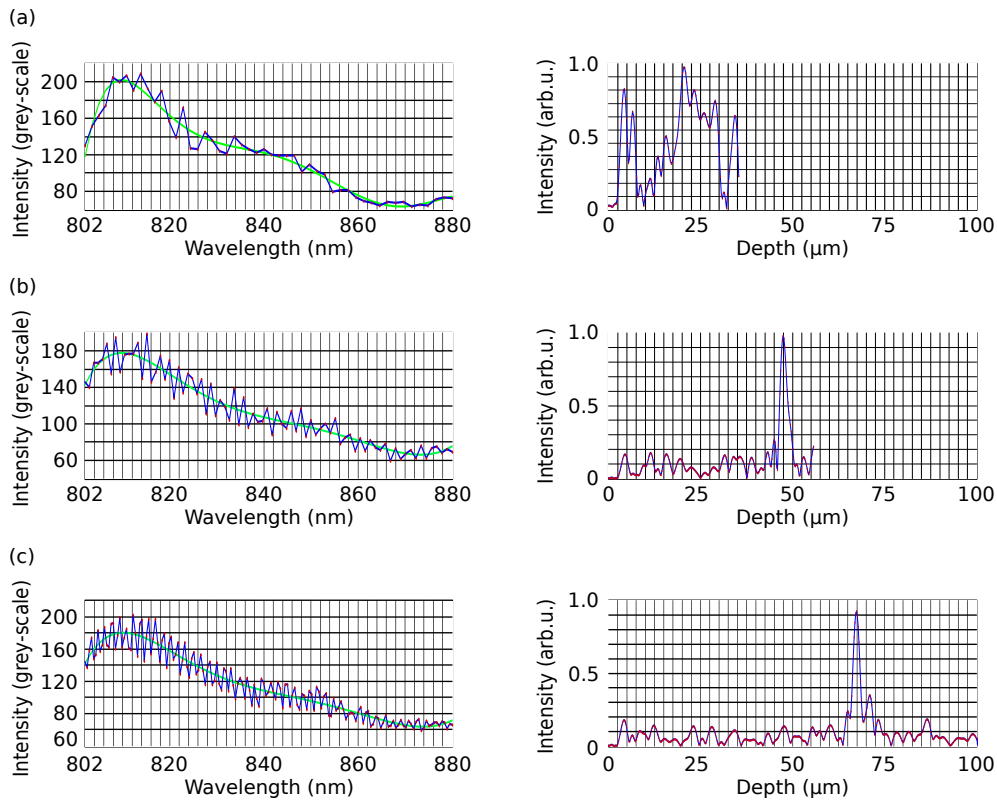 (a)
Intensity (grey-scale)
200
160
120
80
802 820 840 860 880
Wavelength (nm)
Intensity (arb.u.)
1.0
0.5
0
0 25 50 75 100
Depth (µm)
(b)
Intensity (grey-scale)
180
140
100
60
802 820 840 860 880
Wavelength (nm)
Intensity (arb.u.)
1.0
0.5
0
0 25 50 75 100
Depth (µm)
(c)
Intensity (grey-scale)
200
160
120
80
60
802 820 840 860 880
Wavelength (nm)
Intensity (arb.u.)
1.0
0.5
0
0 25 50 75 100
Depth (µm)